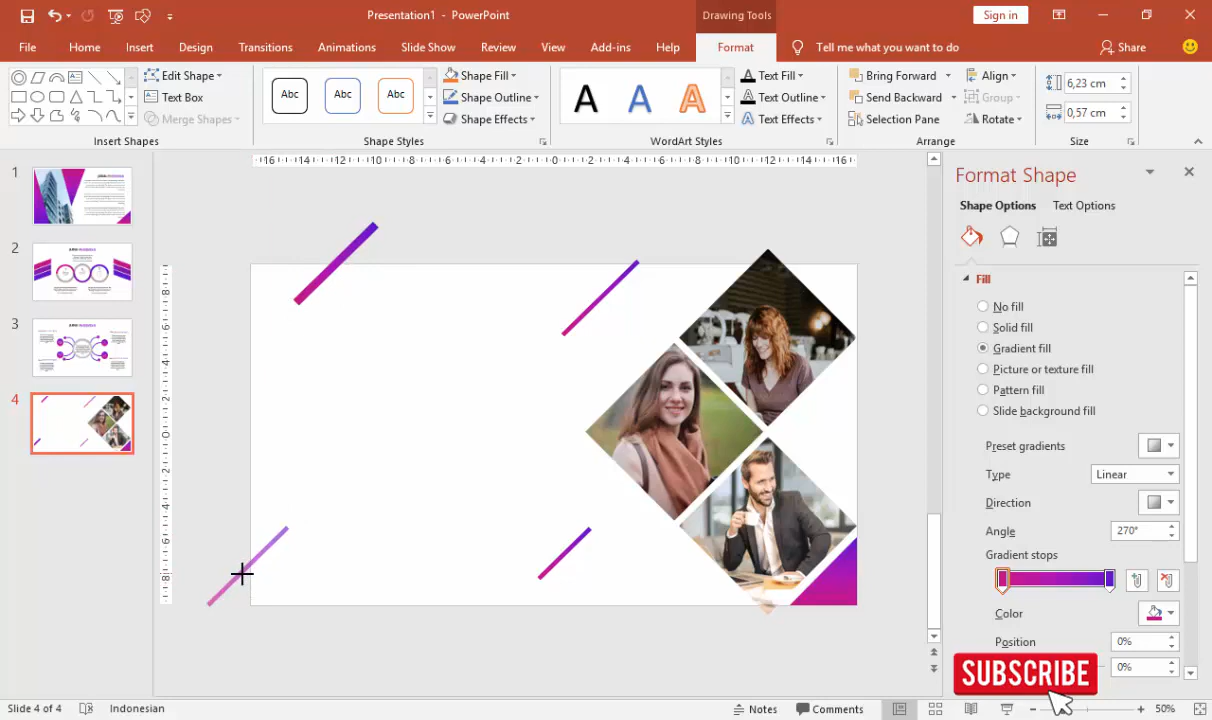 Presentation1 - PowerPoint
Drawing Tools
Sign in
File
Home
Insert
Design
Transitions
Animations
Slide Show
Review
View
Add-ins
Help
Format
Tell me what you want to do
Share
Edit Shape
Text Box
Merge Shapes
Insert Shapes
Abc
Abc
Abc
Shape Fill
Shape Outline
Shape Effects
Shape Styles
A
A
A
Text Fill
Text Outline
Text Effects
WordArt Styles
Bring Forward
Send Backward
Selection Pane
Align
Group
Rotate
Arrange
6,23 cm
0,57 cm
Size
1
2
3
4
Format Shape
Shape Options
Text Options
Fill
No fill
Solid fill
Gradient fill
Picture or texture fill
Pattern fill
Slide background fill
Preset gradients
Type
Linear
Direction
Angle
270°
Gradient stops
Color
Position
0%
0%
SUBSCRIBE
Slide 4 of 4
Indonesian
Notes
Comments
50%